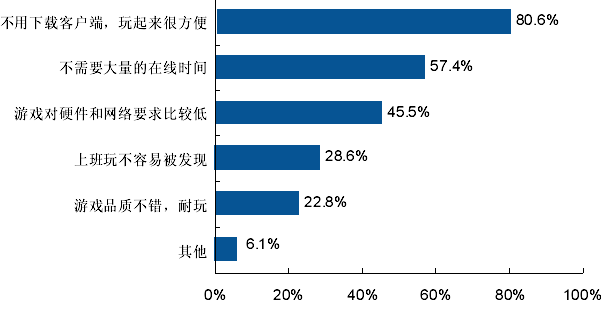 不用下载客户端，玩起来很方便 80.6%
不需要大量的在线时间 57.4%
游戏对硬件和网络要求比较低 45.5%
上班玩不容易被发现 28.6%
游戏品质不错，耐玩 22.8%
其他 6.1%
0% 20% 40% 60% 80% 100%